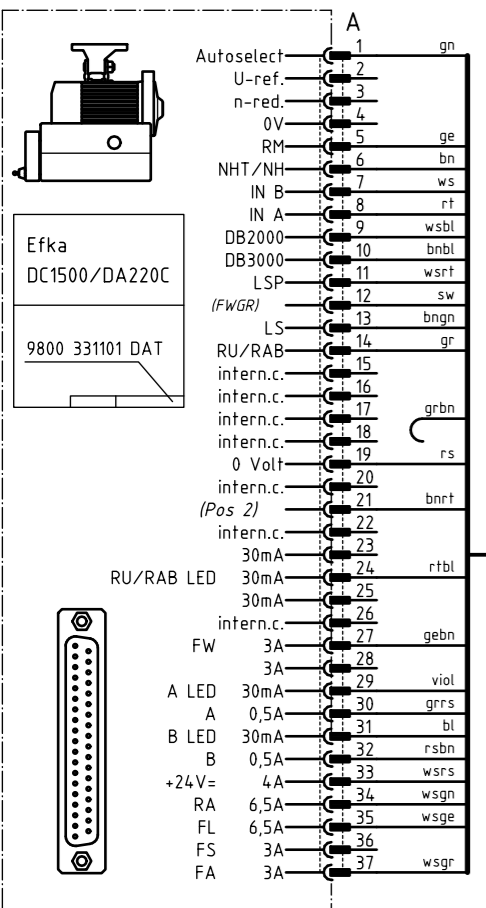 A
Autoselect 1 gn
U-ref. 2
n-red. 3
0V 4
RM 5 ge
NHT/NH 6 bn
IN B 7 ws
IN A 8 rt
DB2000 9 wsbl
DB3000 10 bnbl
LSP 11 wsrt
(FWGR) 12 sw
LS 13 bngn
RU/RAB 14 gr
intern.c. 15
intern.c. 16
intern.c. 17 grbn
intern.c. 18
0 Volt 19 rs
intern.c. 20
(Pos 2) 21 bnrt
intern.c. 22
30mA 23
RU/RAB LED 30mA 24 rtbl
30mA 25
intern.c. 26
FW 3A 27 gebn
3A 28
A LED 30mA 29 viol
A 0,5A 30 grrs
B LED 30mA 31 bl
B 0,5A 32 rsbn
+24V= 4A 33 wsrs
RA 6,5A 34 wsgn
FL 6,5A 35 wsge
FS 3A 36
FA 3A 37 wsgr
Efka
DC1500/DA220C
9800 331101 DAT